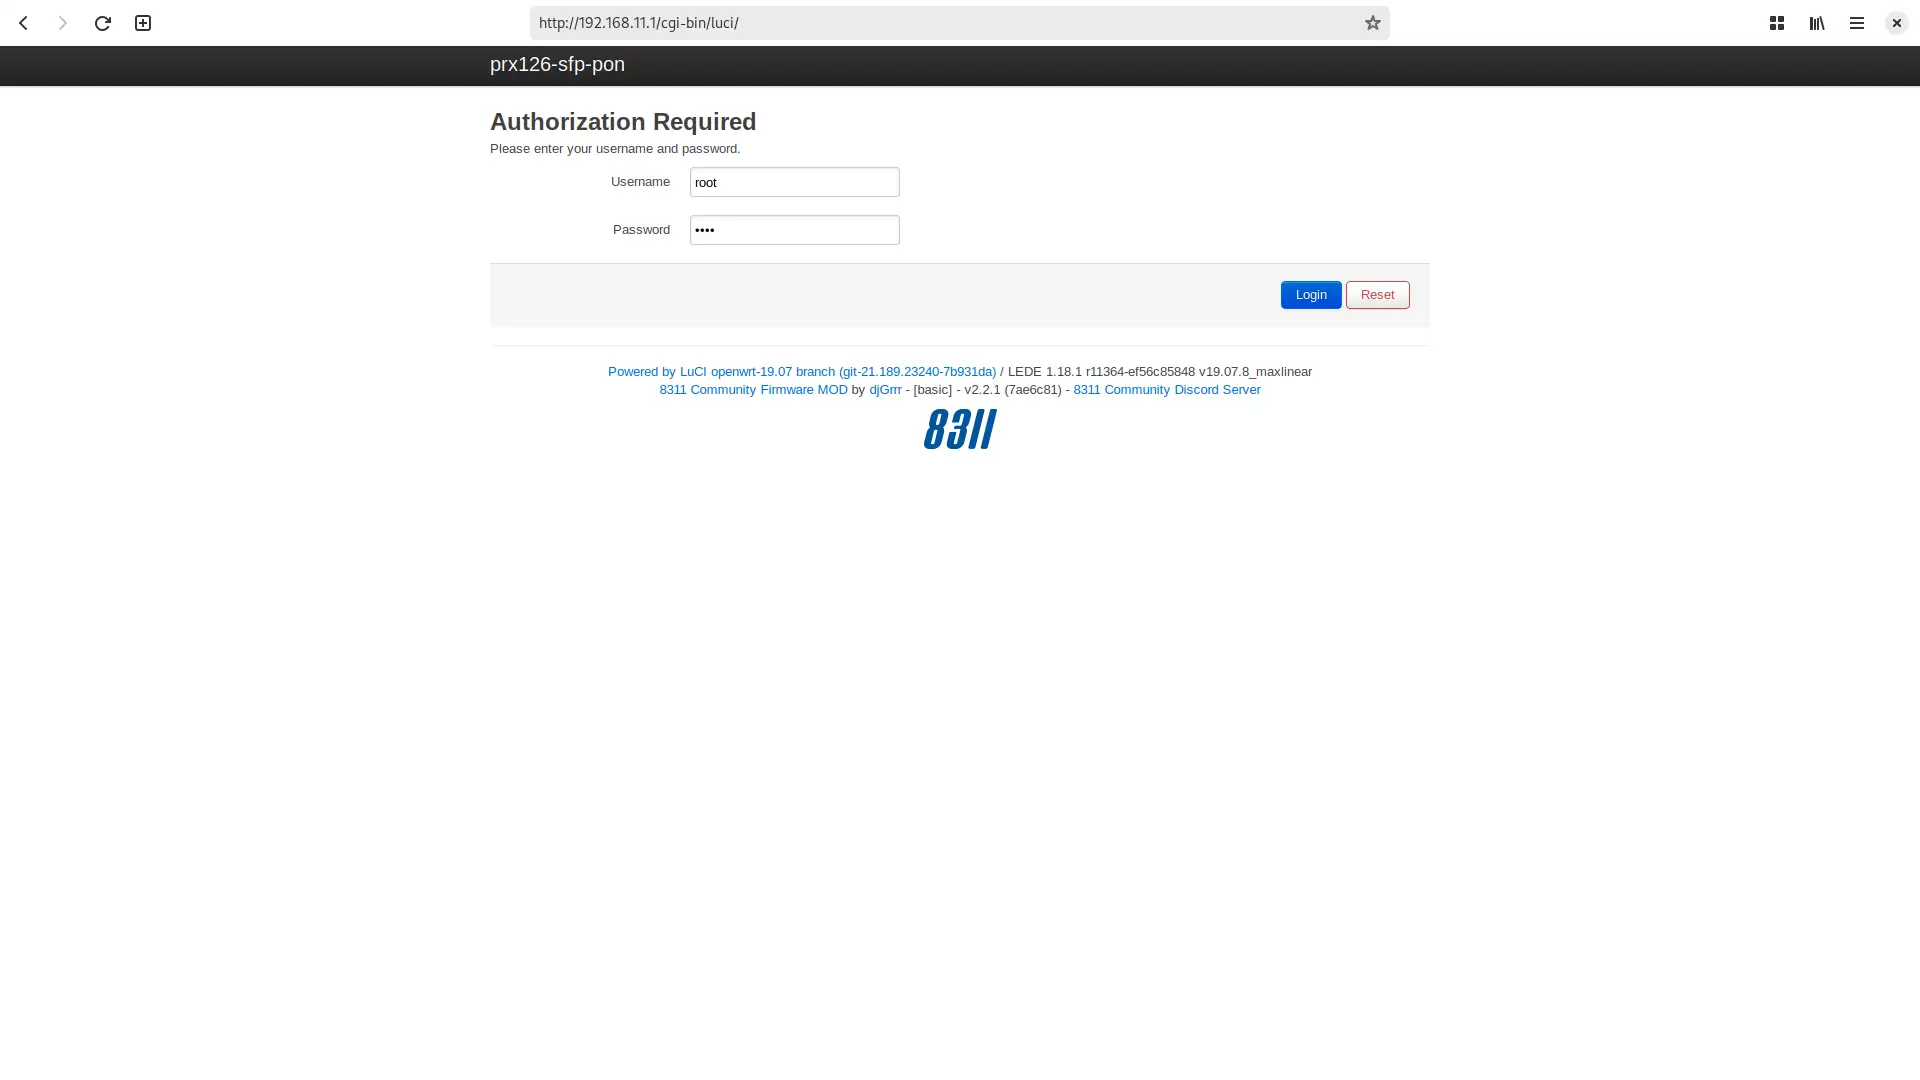 http://192.168.11.1/cgi-bin/luci/
prx126-sfp-pon
Authorization Required
Please enter your username and password.
Username root
Password ••••
Login Reset
Powered by LuCI openwrt-19.07 branch (git-21.189.23240-7b931da) / LEDE 1.18.1 r11364-ef56c85848 v19.07.8_maxlinear
8311 Community Firmware MOD by djGrrr - [basic] - v2.2.1 (7ae6c81) - 8311 Community Discord Server
8311